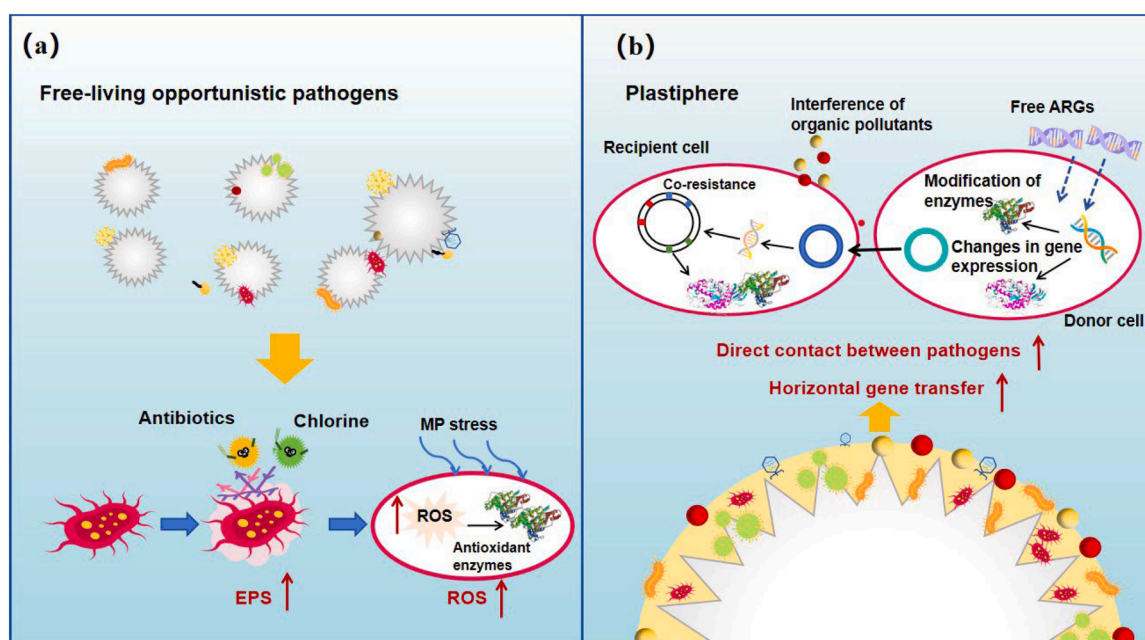 (a)
Free-living opportunistic pathogens
Antibiotics
Chlorine
MP stress
ROS
Antioxidant
enzymes
EPS
ROS
(b)
Plastiphere
Interference of
organic pollutants
Free ARGs
Recipient cell
Co-resistance
Modification of
enzymes
Changes in gene
expression
Donor cell
Direct contact between pathogens
Horizontal gene transfer